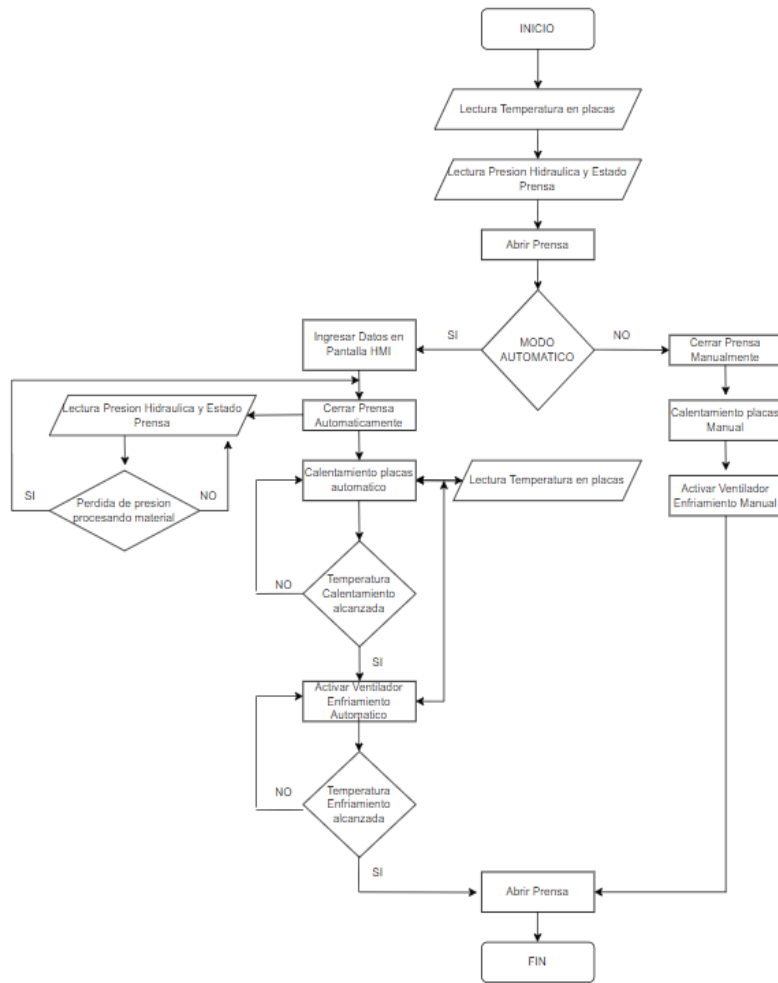 INICIO
Lectura Temperatura en placas
Lectura Presion Hidraulica y Estado
Prensa
Abrir Prensa
MODO
AUTOMATICO
SI
NO
Ingresar Datos en
Pantalla HMI
Cerrar Prensa
Manualmente
Lectura Presion Hidraulica y Estado
Prensa
Cerrar Prensa
Automaticamente
Calentamiento placas
Manual
Perdida de presion
procesando material
SI
NO
Calentamiento placas
automatico
Lectura Temperatura en placas
Activar Ventilador
Enfriamiento Manual
Temperatura
Calentamiento
alcanzada
NO
SI
Activar Ventilador
Enfriamiento
Automatico
Temperatura
Enfriamiento
alcanzada
NO
SI
Abrir Prensa
FIN